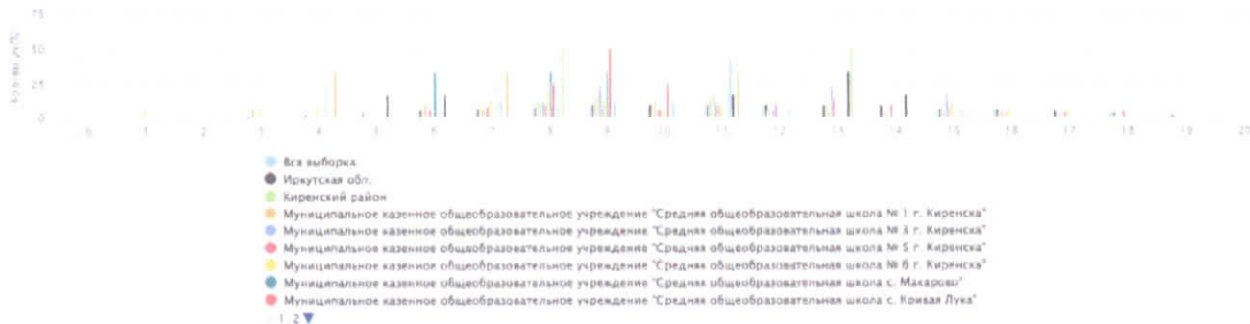 75
50
25
0
0 1 2 3 4 5 6 7 8 9 10 11 12 13 14 15 16 17 18 19 20
Вся выборка
Иркутская обл.
Киренский район
Муниципальное казенное общеобразовательное учреждение "Средняя общеобразовательная школа № 1 г. Киренска"
Муниципальное казенное общеобразовательное учреждение "Средняя общеобразовательная школа № 3 г. Киренска"
Муниципальное казенное общеобразовательное учреждение "Средняя общеобразовательная школа № 5 г. Киренска"
Муниципальное казенное общеобразовательное учреждение "Средняя общеобразовательная школа № 6 г. Киренска"
Муниципальное казенное общеобразовательное учреждение "Средняя общеобразовательная школа с. Макарово"
Муниципальное казенное общеобразовательное учреждение "Средняя общеобразовательная школа с. Кривая Лука"
1 2